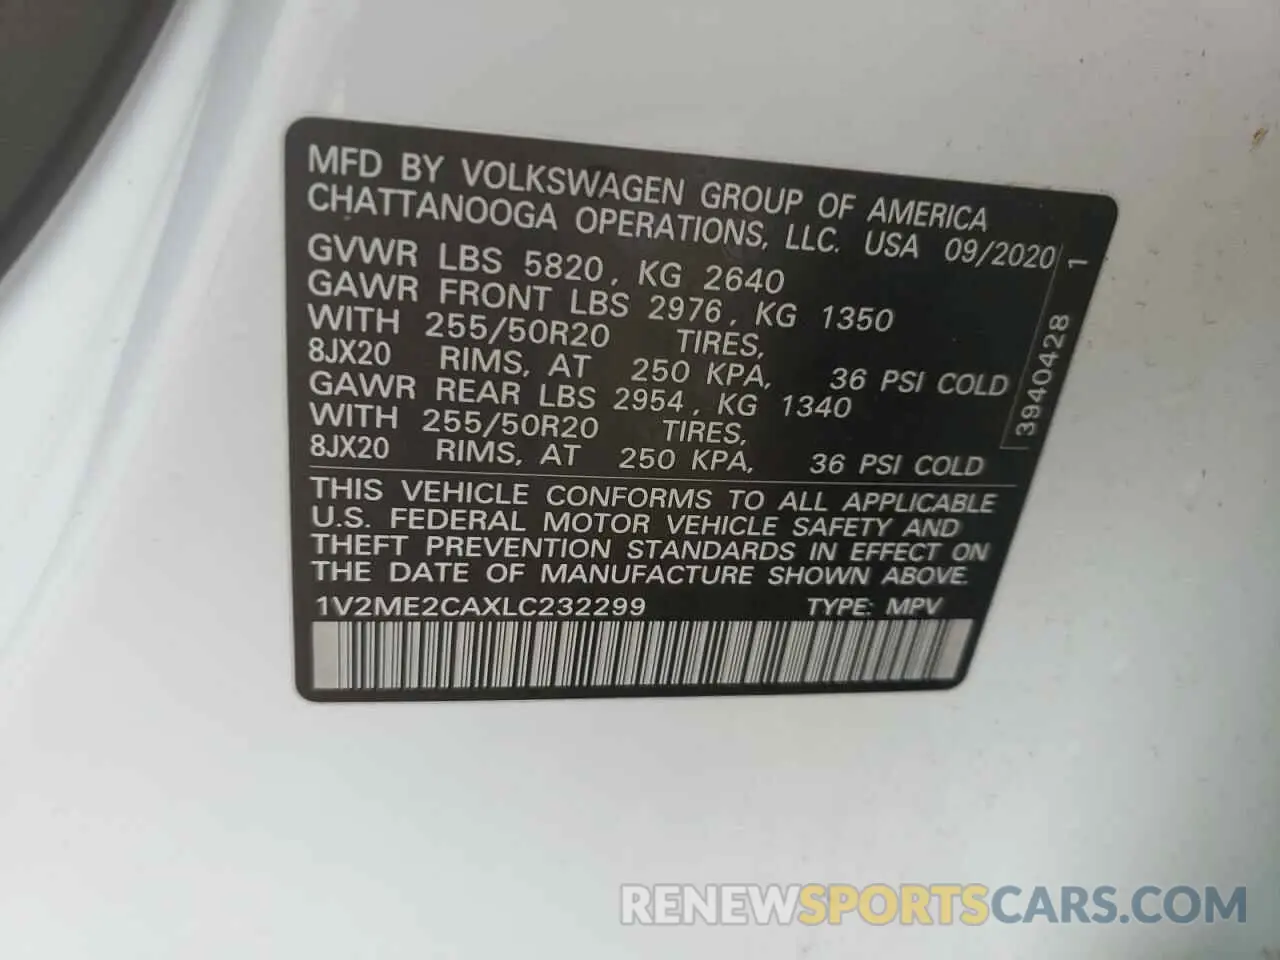 MFD BY VOLKSWAGEN GROUP OF AMERICA
CHATTANOOGA OPERATIONS, LLC. USA 09/2020
GVWR LBS 5820, KG 2640
GAWR FRONT LBS 2976, KG 1350
WITH 255/50R20 TIRES,
8JX20 RIMS, AT 250 KPA, 36 PSI COLD
GAWR REAR LBS 2954, KG 1340
WITH 255/50R20 TIRES,
8JX20 RIMS, AT 250 KPA, 36 PSI COLD
3940428 1
THIS VEHICLE CONFORMS TO ALL APPLICABLE
U.S. FEDERAL MOTOR VEHICLE SAFETY AND
THEFT PREVENTION STANDARDS IN EFFECT ON
THE DATE OF MANUFACTURE SHOWN ABOVE.
1V2ME2CAXLC232299 TYPE: MPV
RENEWSPORTSCARS.COM